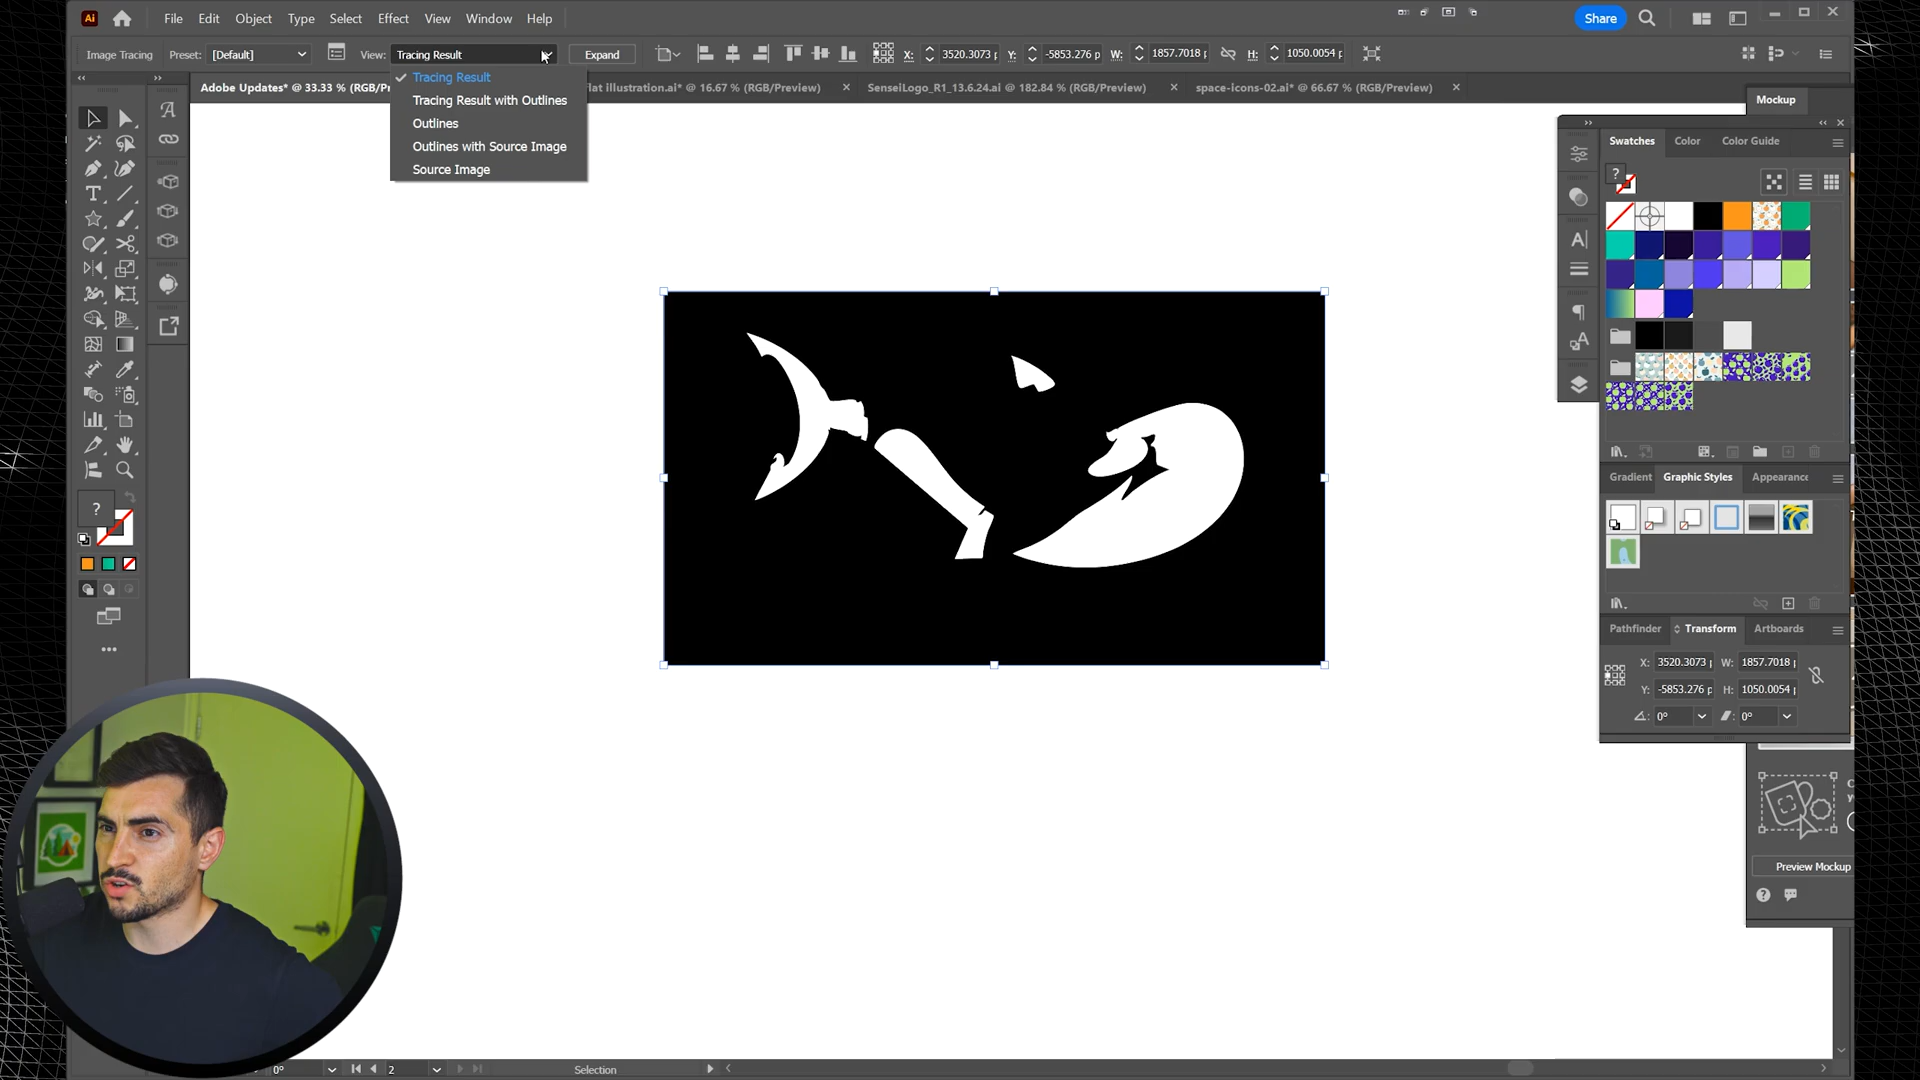 Ai File Edit Object Type Select Effect View Window Help Share
Image Tracing Preset: [Default] View: Tracing Result Expand X: 3520.3073 p Y: -5853.276 p W: 1857.7018 p H: 1050.0054 p
Adobe Updates* @ 33.33 % (RGB/Pre flat illustration.ai* @ 16.67 % (RGB/Preview) SenseiLogo_R1_13.6.24.ai @ 182.84 % (RGB/Preview) space-icons-02.ai* @ 66.67 % (RGB/Preview)
Tracing Result
Tracing Result with Outlines
Outlines
Outlines with Source Image
Source Image
Mockup
Swatches Color Color Guide
?
Gradient Graphic Styles Appearance
?
Pathfinder Transform Artboards
X: 3520.3073 p W: 1857.7018 p
Y: -5853.276 p H: 1050.0054 p
0° 0°
Preview Mockup
0° 2 Selection